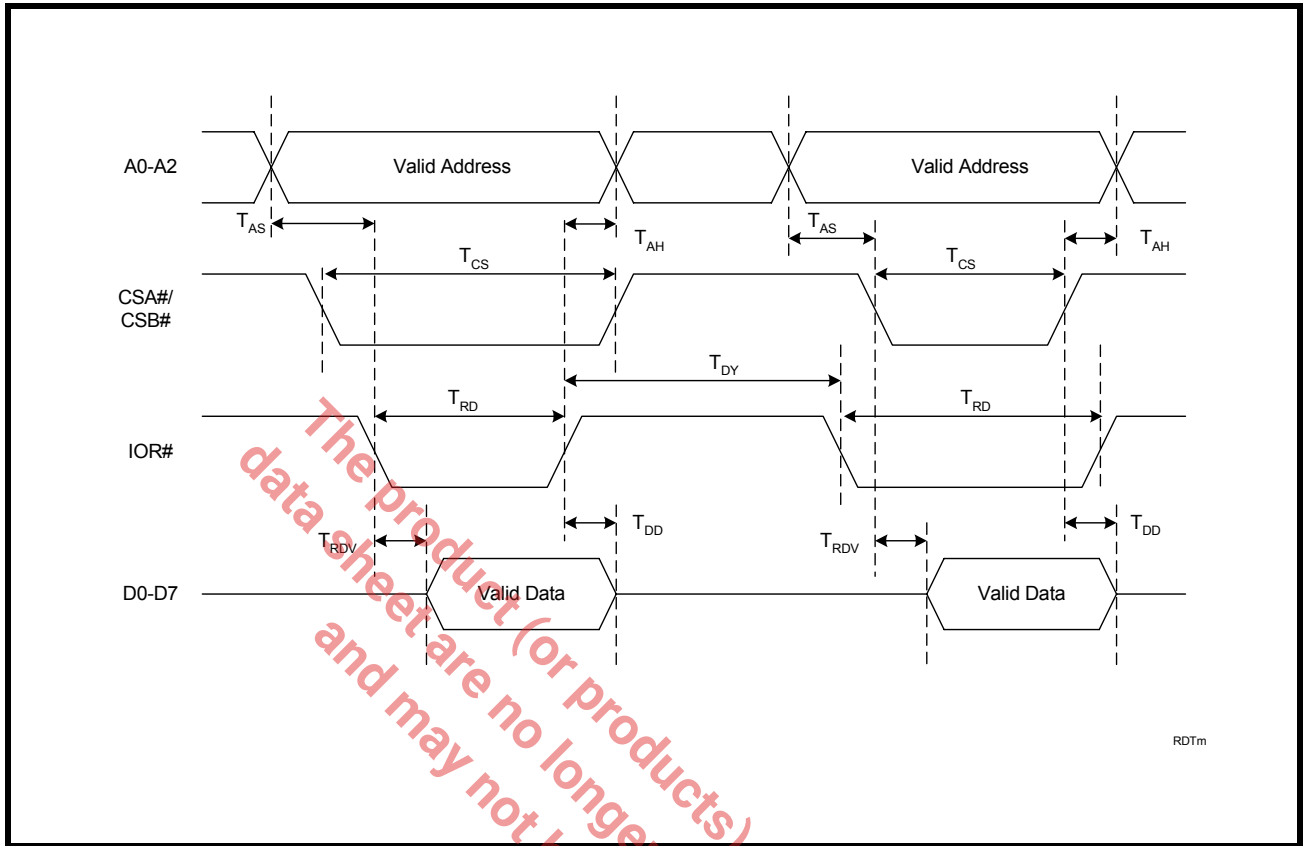 A0-A2
Valid Address
Valid Address
TAS
TAH
TAS
TAH
TCS
TCS
CSA#/
CSB#
TDY
TRD
TRD
IOR#
TRDV
TDD
TRDV
TDD
D0-D7
Valid Data
Valid Data
The product (or products)
data sheet are no longer
and may not
RDTm